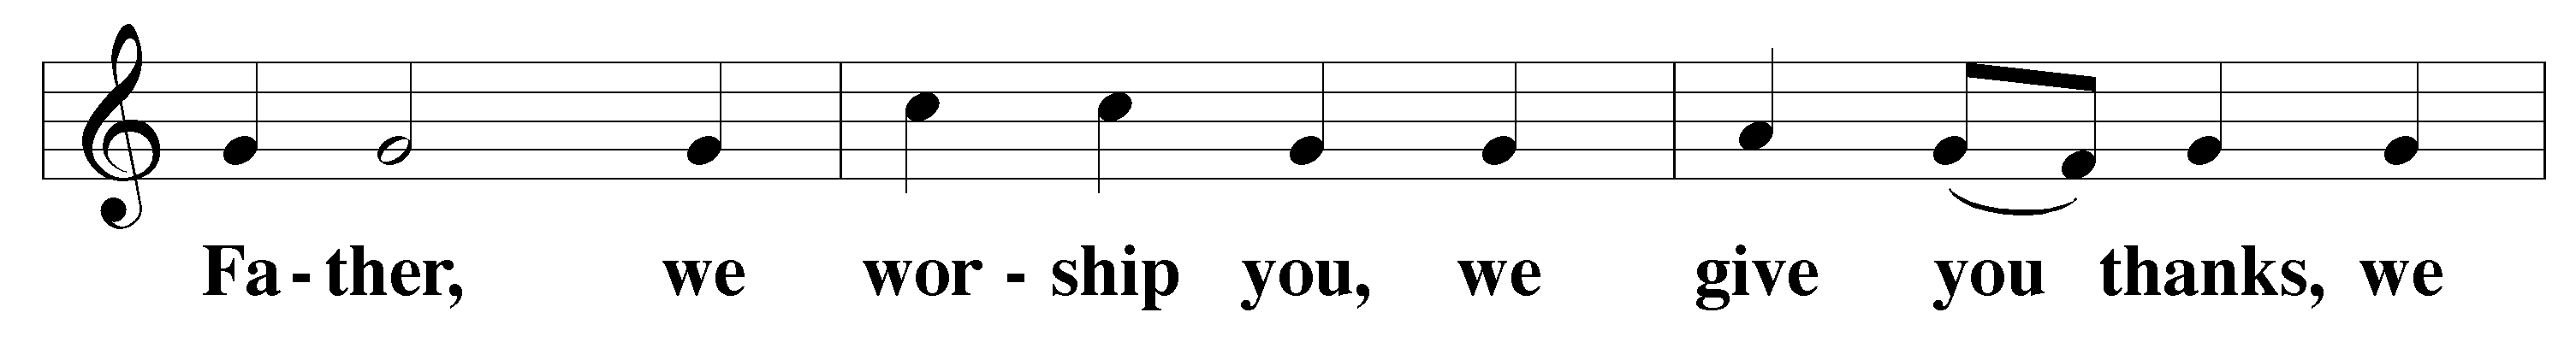 Fa - ther, we wor - ship you, we give you thanks, we